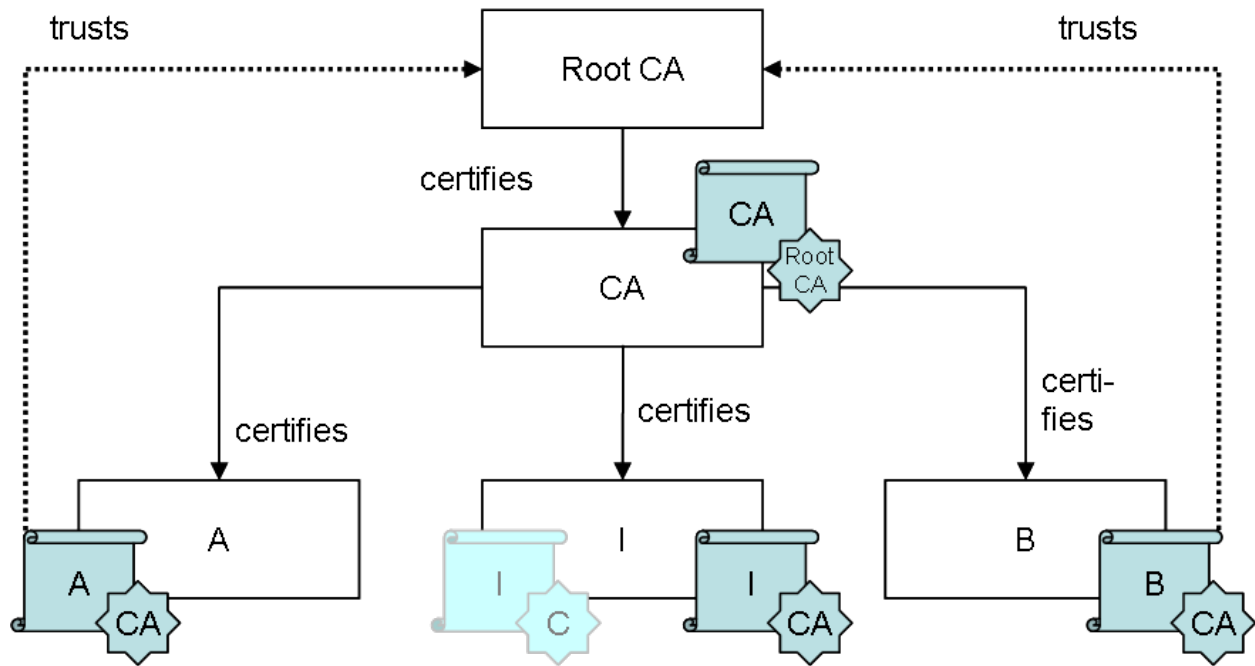 trusts
trusts
Root CA
certifies
CA
Root
CA
CA
certi-
fies
certifies
certifies
A
I
B
A
I
I
B
CA
C
CA
CA